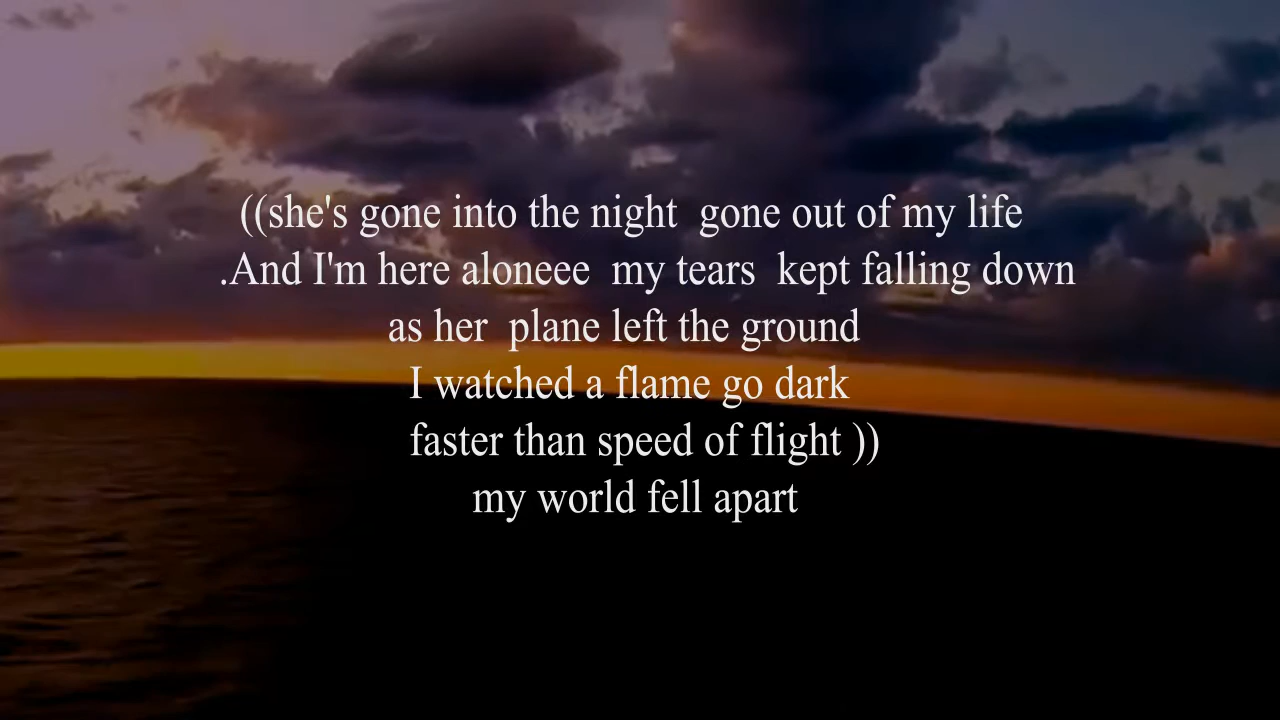 ((she's gone into the night  gone out of my life
.And I'm here aloneee  my tears  kept falling down
as her  plane left the ground
I watched a flame go dark
faster than speed of flight ))
my world fell apart